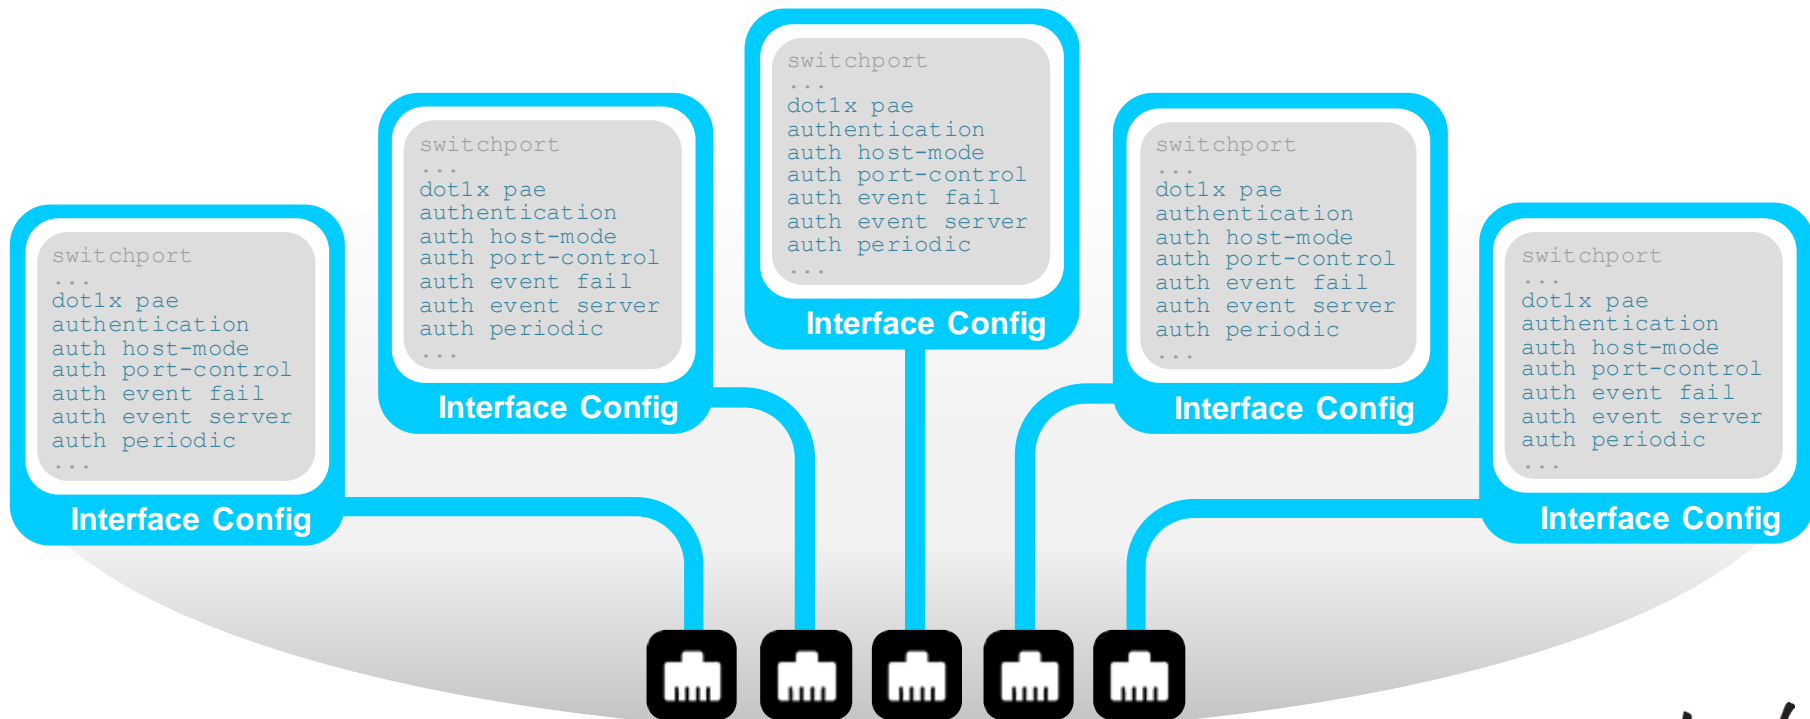 switchport
...
dot1x pae
authentication
auth host-mode
auth port-control
auth event fail
auth event server
auth periodic
...
Interface Config
switchport
...
dot1x pae
authentication
auth host-mode
auth port-control
auth event fail
auth event server
auth periodic
...
Interface Config
switchport
...
dot1x pae
authentication
auth host-mode
auth port-control
auth event fail
auth event server
auth periodic
...
Interface Config
switchport
...
dot1x pae
authentication
auth host-mode
auth port-control
auth event fail
auth event server
auth periodic
...
Interface Config
switchport
...
dot1x pae
authentication
auth host-mode
auth port-control
auth event fail
auth event server
auth periodic
...
Interface Config